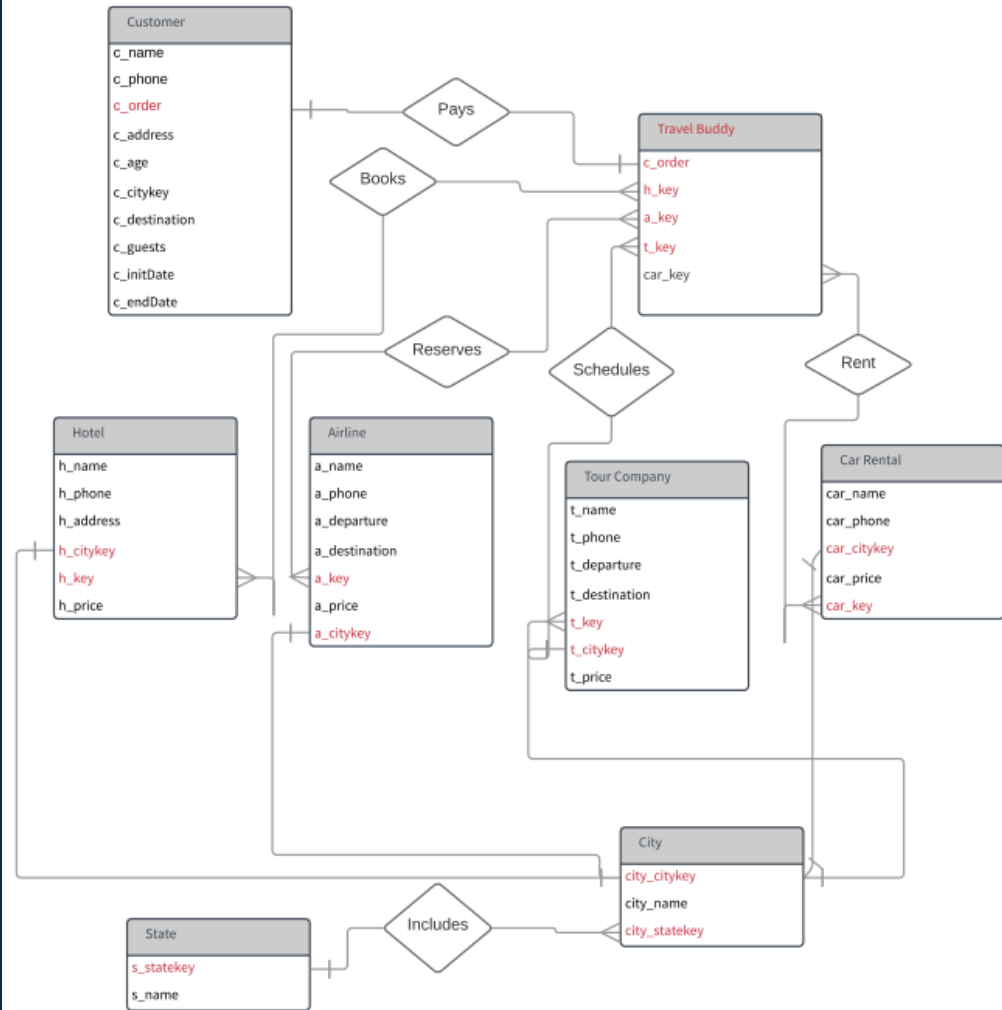 Customer
c_name
c_phone
c_order
c_address
c_age
c_citykey
c_destination
c_guests
c_initDate
c_endDate
Pays
Books
Travel Buddy
c_order
h_key
a_key
t_key
car_key
Reserves
Schedules
Rent
Hotel
h_name
h_phone
h_address
h_citykey
h_key
h_price
Airline
a_name
a_phone
a_departure
a_destination
a_key
a_price
a_citykey
Tour Company
t_name
t_phone
t_departure
t_destination
t_key
t_citykey
t_price
Car Rental
car_name
car_phone
car_citykey
car_price
car_key
City
city_citykey
city_name
city_statekey
Includes
State
s_statekey
s_name